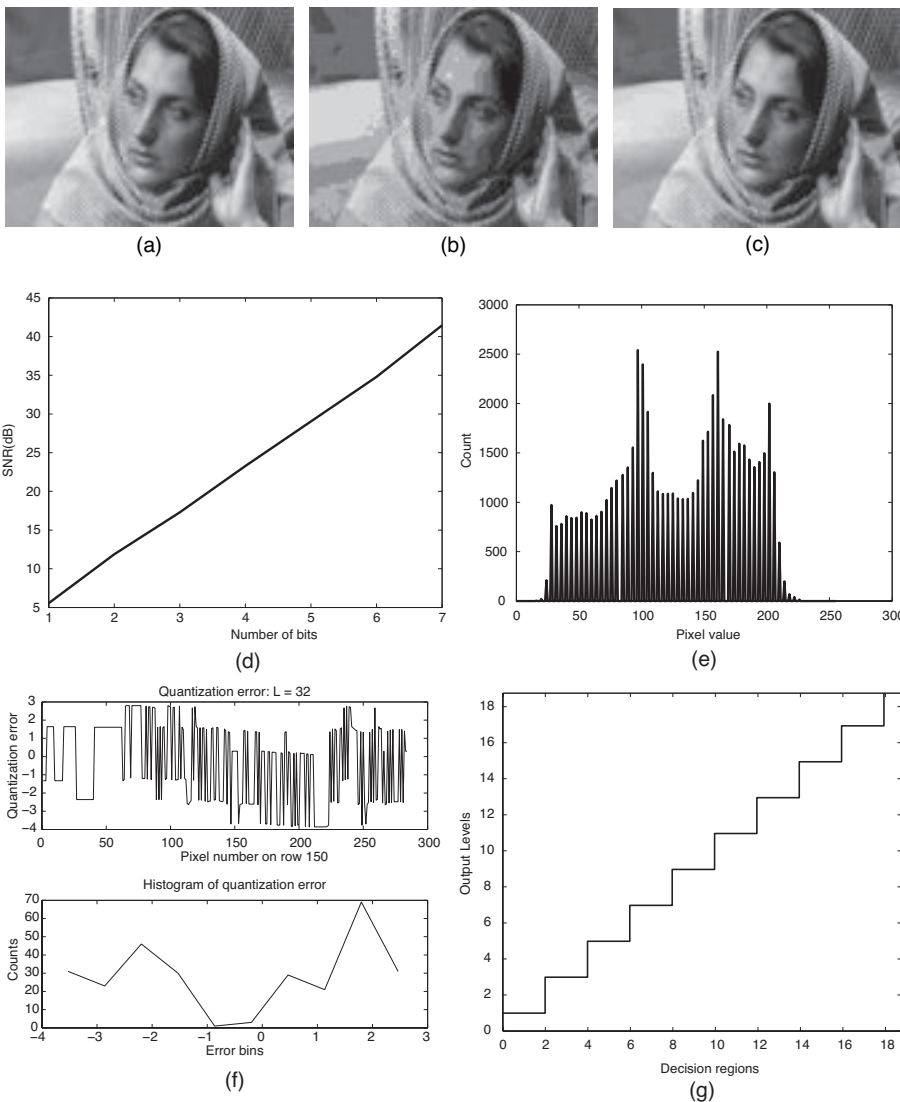 (a)
(b)
(c)
45
40
35
30
25
20
15
10
5
SNR(dB)
1 2 3 4 5 6 7
Number of bits
(d)
3000
2500
2000
1500
1000
500
0
Count
0 50 100 150 200 250 300
Pixel value
(e)
Quantization error: L = 32
3
2
1
0
−1
−2
−3
−4
Quantization error
0 50 100 150 200 250 300
Pixel number on row 150
Histogram of quantization error
70
60
50
40
30
20
10
0
Counts
−4 −3 −2 −1 0 1 2 3
Error bins
(f)
16
14
12
10
8
6
4
2
0
Output Levels
0 2 4 6 8 10 12 14 16 18
Decision regions
(g)